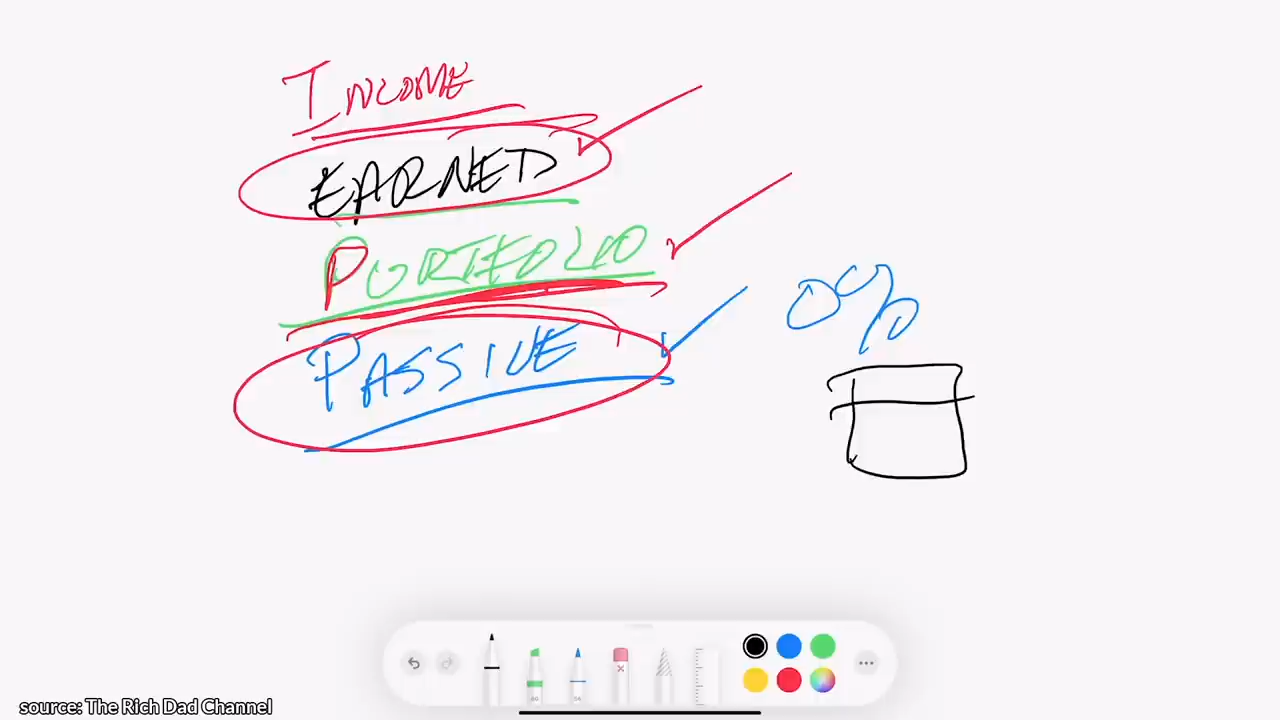 INCOME
EARNED
PORTFOLIO
PASSIVE
0%
source: The Rich Dad Channel